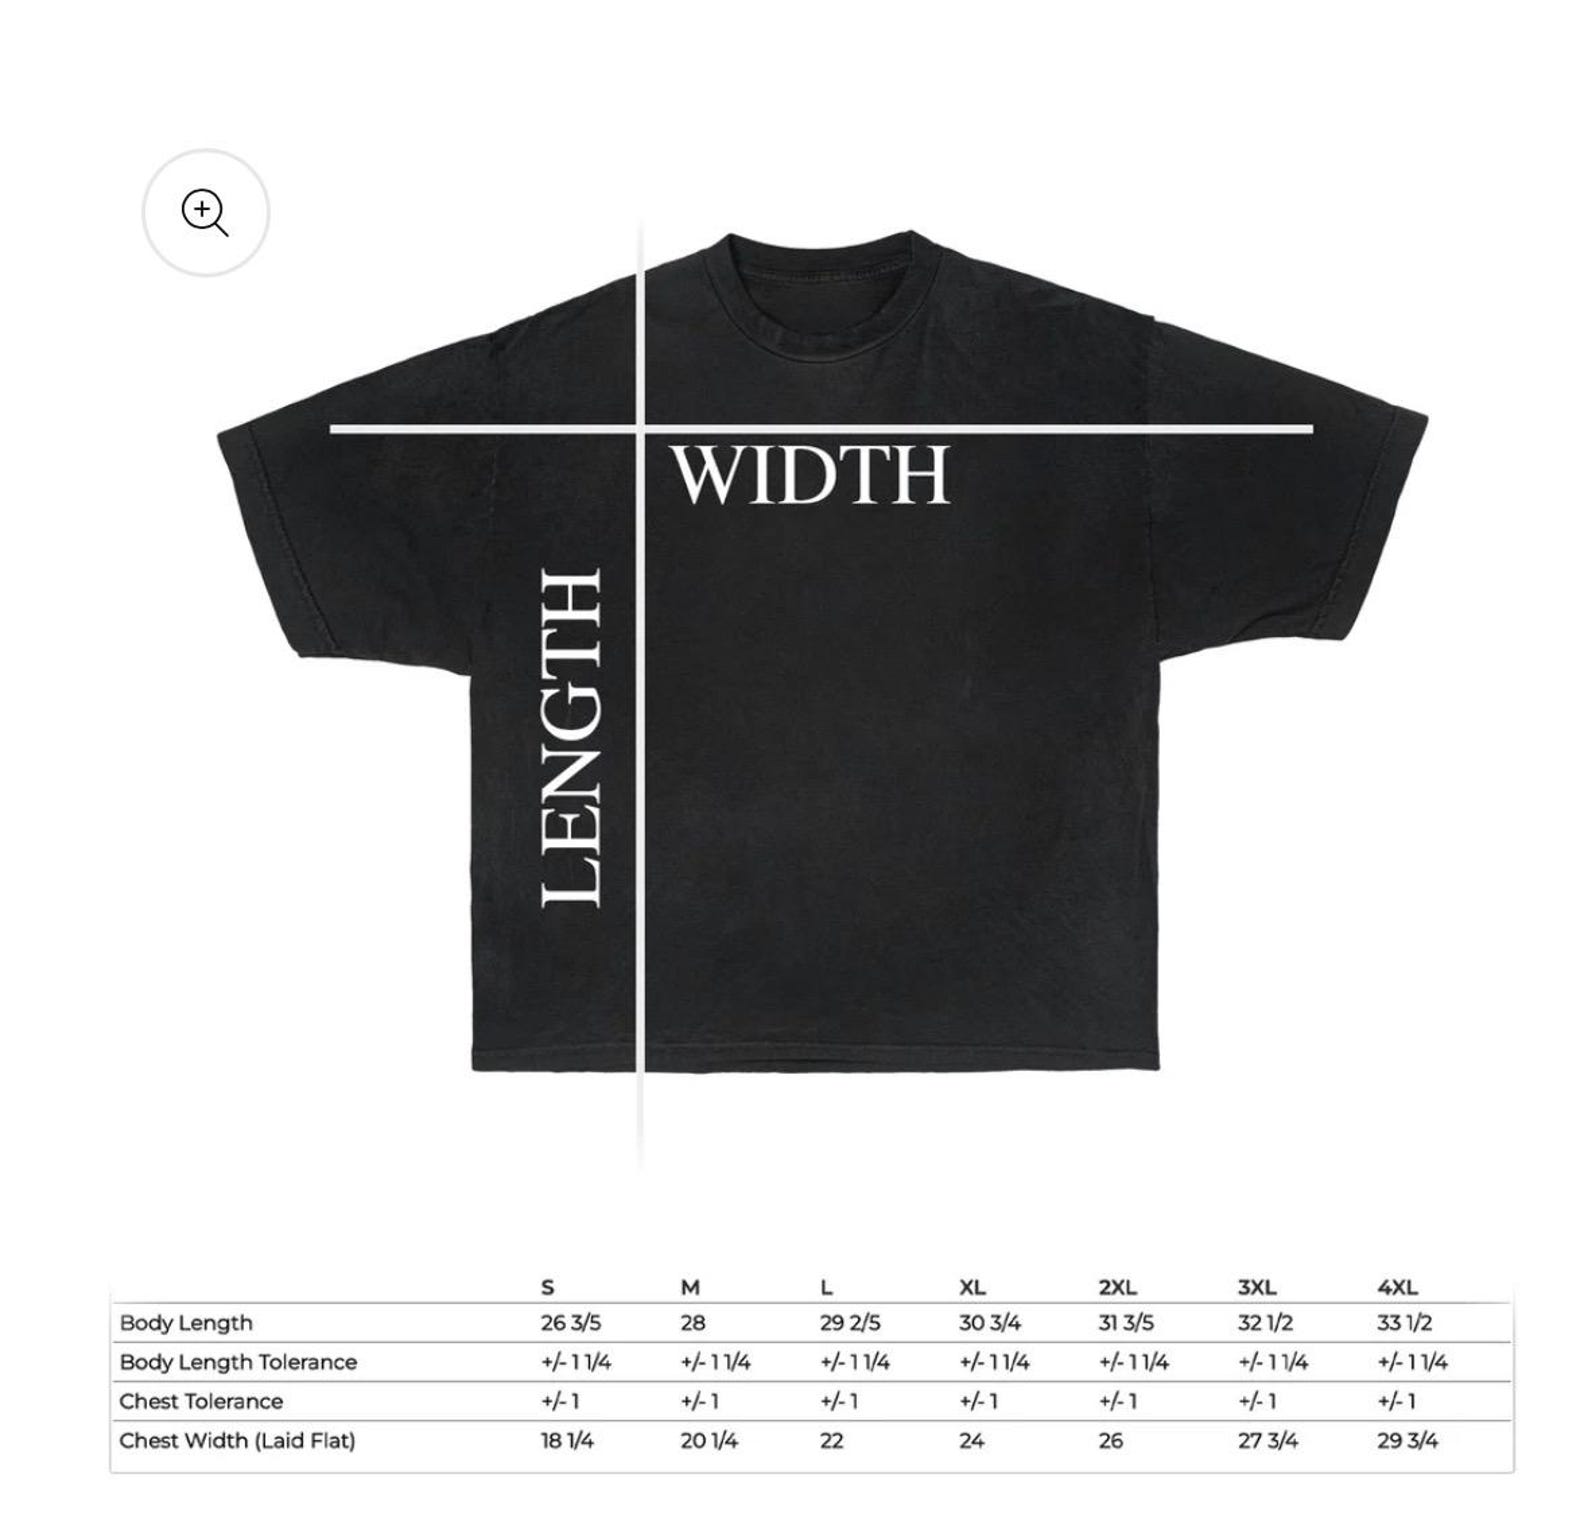 WIDTH
LENGTH
S M L XL 2XL 3XL 4XL
Body Length 26 3/5 28 29 2/5 30 3/4 31 3/5 32 1/2 33 1/2
Body Length Tolerance +/- 1 1/4 +/- 1 1/4 +/- 1 1/4 +/- 1 1/4 +/- 1 1/4 +/- 1 1/4 +/- 1 1/4
Chest Tolerance +/- 1 +/- 1 +/- 1 +/- 1 +/- 1 +/- 1 +/- 1
Chest Width (Laid Flat) 18 1/4 20 1/4 22 24 26 27 3/4 29 3/4